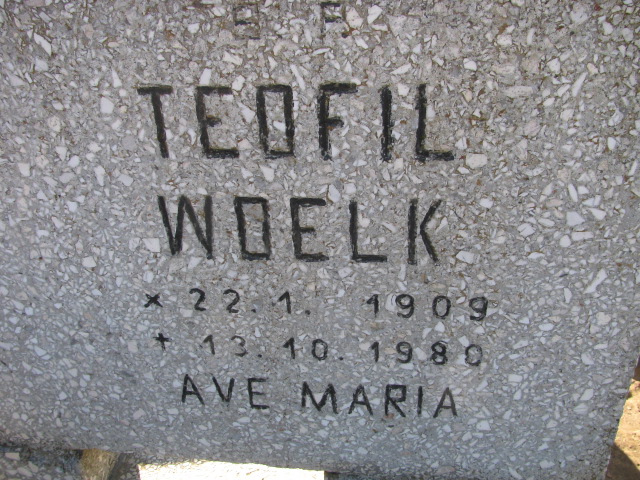 TEOFIL
WOELK
× 22.1. 1909
+ 13.10.1980
AVE MARIA